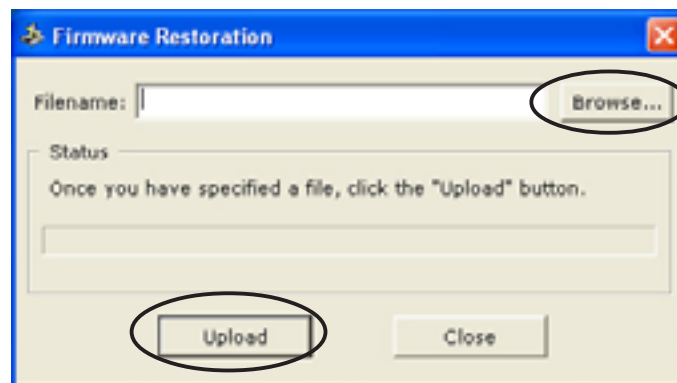 Firmware Restoration
Filename: Browse...
Status
Once you have specified a file, click the "Upload" button.
Upload Close